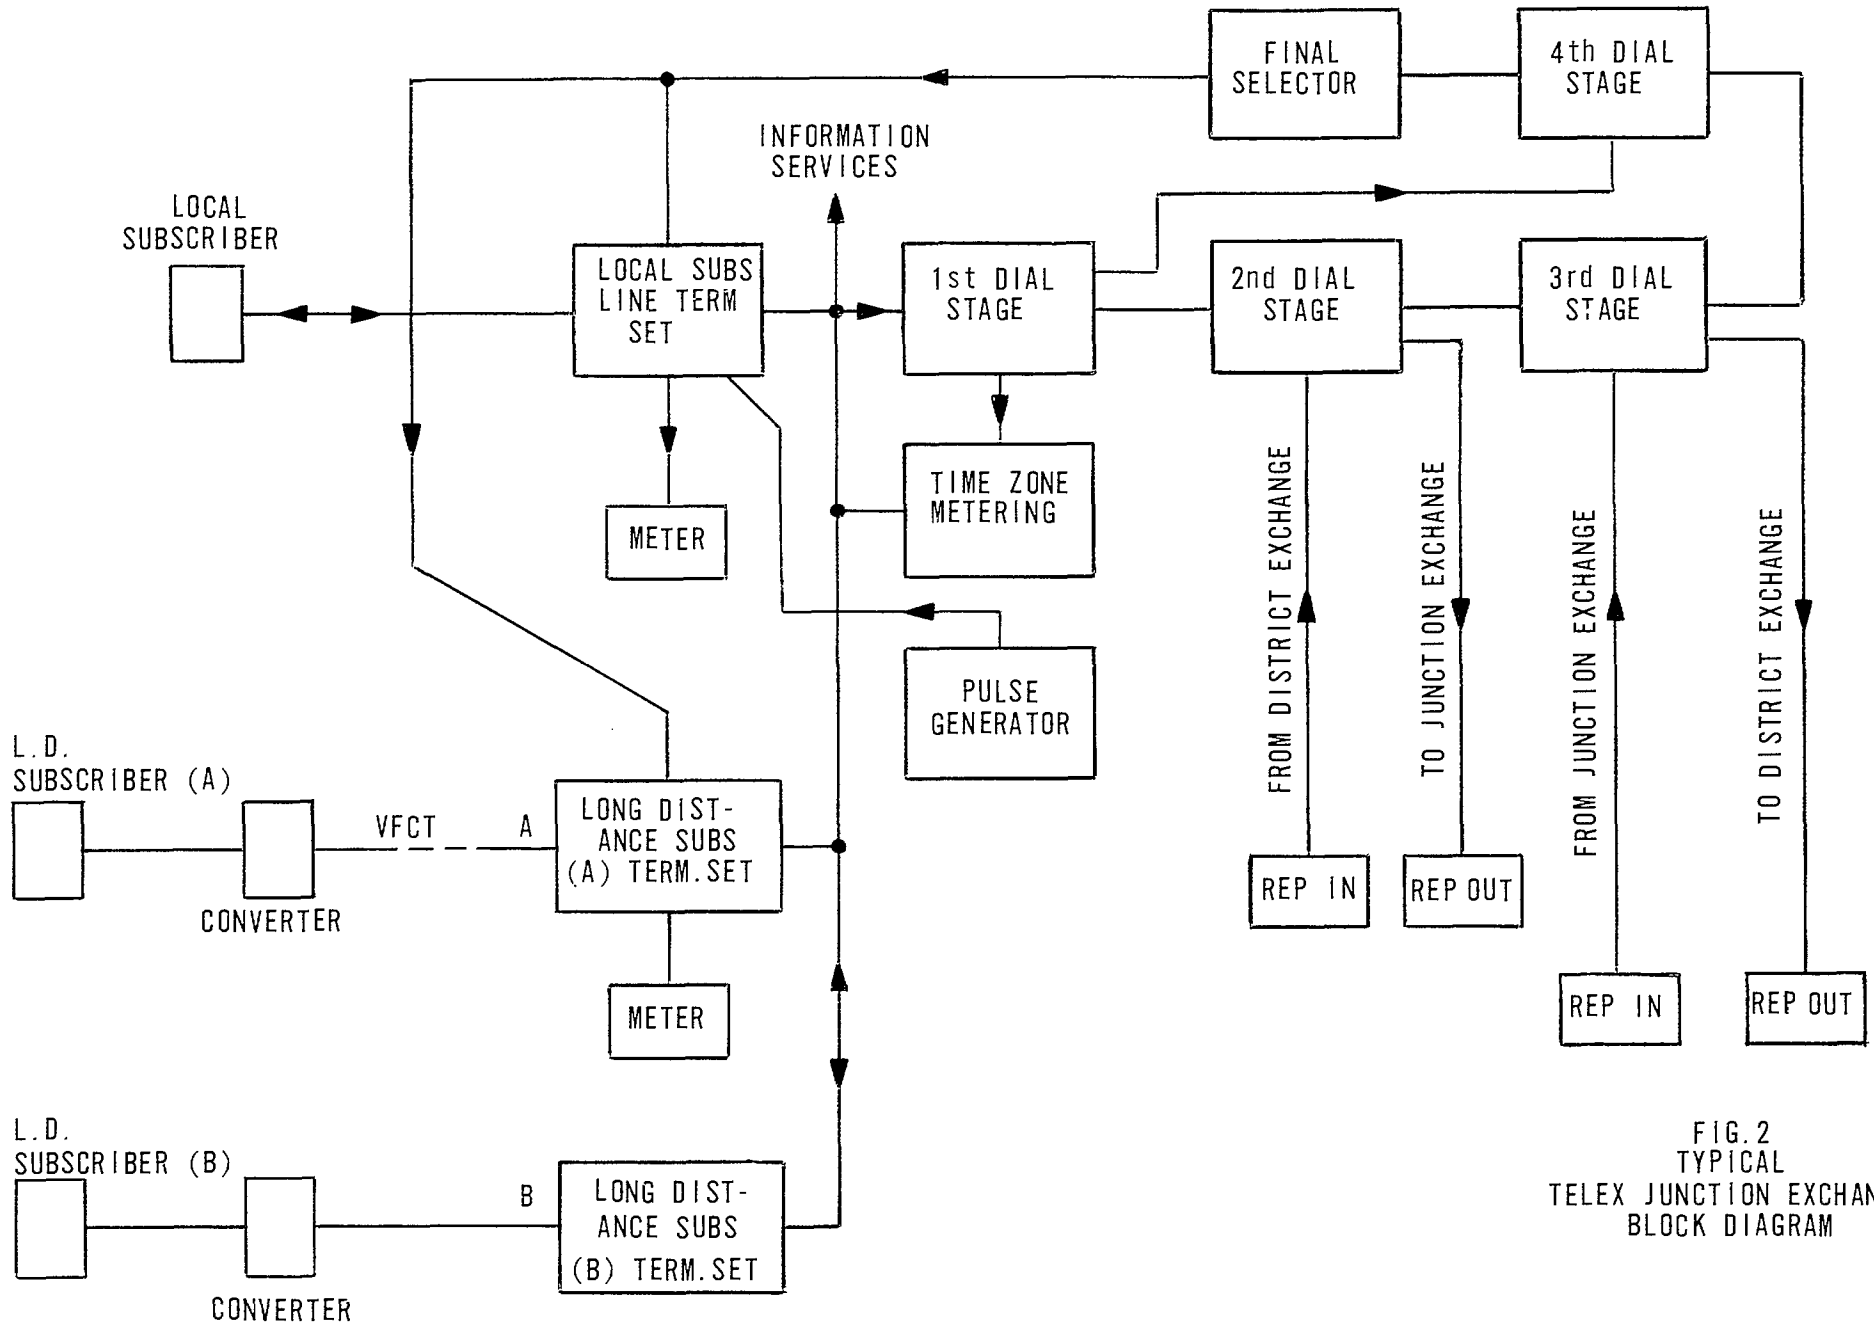 FINAL
SELECTOR
4th DIAL
STAGE
INFORMATION
SERVICES
LOCAL
SUBSCRIBER
LOCAL SUBS
LINE TERM
SET
1st DIAL
STAGE
2nd DIAL
STAGE
3rd DIAL
STAGE
METER
TIME ZONE
METERING
PULSE
GENERATOR
FROM DISTRICT EXCHANGE
TO JUNCTION EXCHANGE
FROM JUNCTION EXCHANGE
TO DISTRICT EXCHANGE
L.D.
SUBSCRIBER (A)
CONVERTER
VFCT
A
LONG DIST-
ANCE SUBS
(A) TERM.SET
METER
REP IN
REP OUT
REP IN
REP OUT
L.D.
SUBSCRIBER (B)
CONVERTER
B
LONG DIST-
ANCE SUBS
(B) TERM.SET
FIG.2
TYPICAL
TELEX JUNCTION EXCHAN
BLOCK DIAGRAM